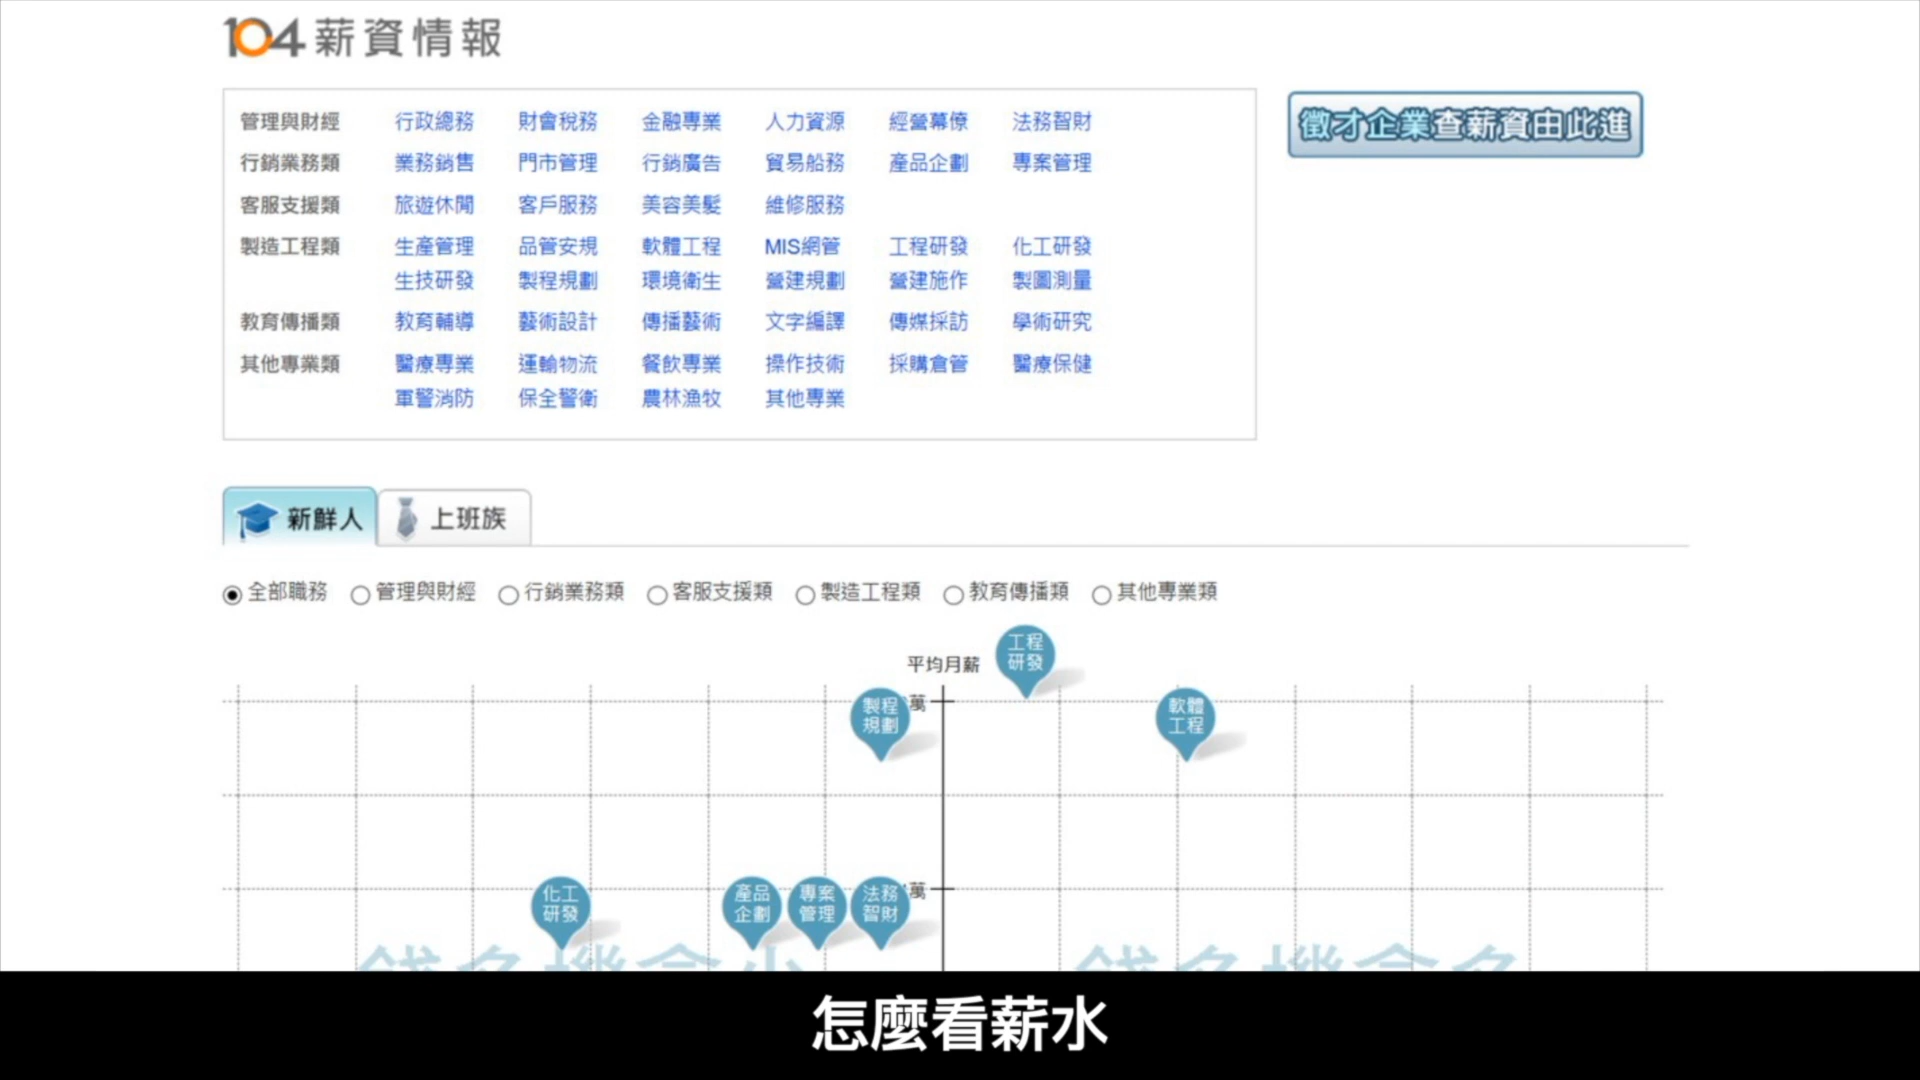 104 薪資情報
管理與財經 行政總務 財會稅務 金融專業 人力資源 經營幕僚 法務智財
徵才企業查薪資由此進
行銷業務類 業務銷售 門市管理 行銷廣告 貿易船務 產品企劃 專案管理
客服支援類 旅遊休閒 客戶服務 美容美髮 維修服務
製造工程類 生產管理 品管安規 軟體工程 MIS網管 工程研發 化工研發
生技研發 製程規劃 環境衛生 營建規劃 營建施作 製圖測量
教育傳播類 教育輔導 藝術設計 傳播藝術 文字編譯 傳媒採訪 學術研究
其他專業類 醫療專業 運輸物流 餐飲專業 操作技術 採購倉管 醫療保健
軍警消防 保全警衛 農林漁牧 其他專業
新鮮人 上班族
全部職務 管理與財經 行銷業務類 客服支援類 製造工程類 教育傳播類 其他專業類
平均月薪
工程
研發
製程
規劃
萬
軟體
工程
化工
研發
產品
企劃
專案
管理
法務
智財
萬
錢多機會少 錢多機會多
怎麼看薪水